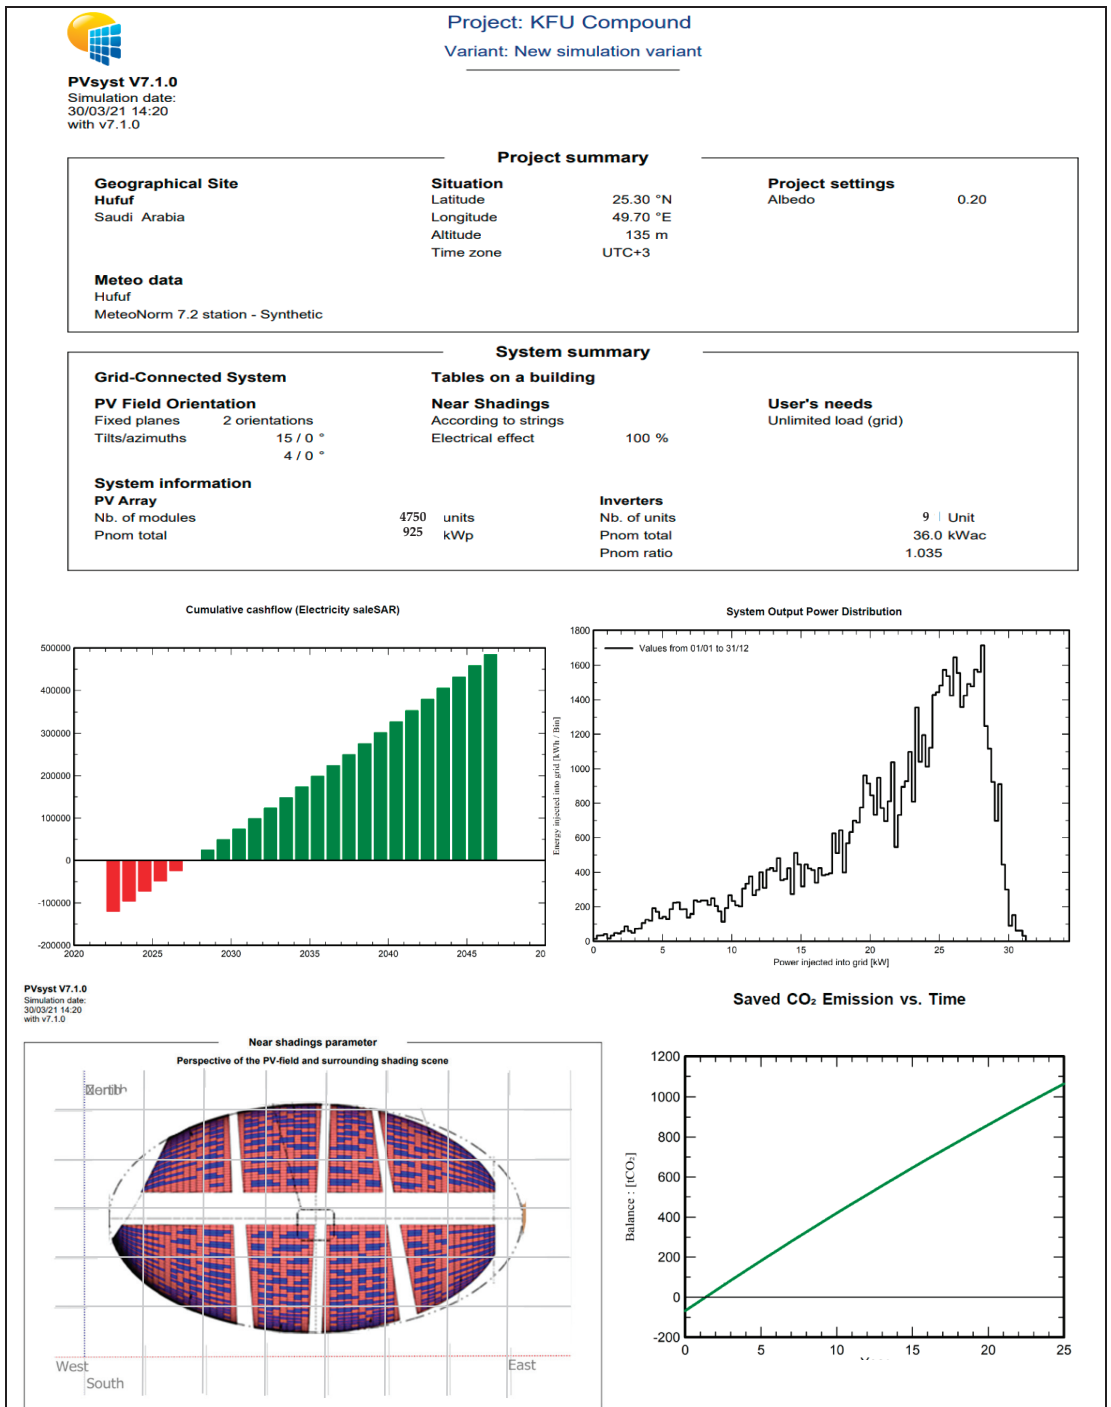 Project: KFU Compound
Variant: New simulation variant
PVsyst V7.1.0
Simulation date:
30/03/21 14:20
with v7.1.0
Project summary
Geographical Site
Hufuf
Saudi Arabia
Situation
Latitude 25.30 °N
Longitude 49.70 °E
Altitude 135 m
Time zone UTC+3
Project settings
Albedo 0.20
Meteo data
Hufuf
MeteoNorm 7.2 station - Synthetic
System summary
Grid-Connected System
Tables on a building
PV Field Orientation
Fixed planes 2 orientations
Tilts/azimuths 15 / 0 °
4 / 0 °
Near Shadings
According to strings
Electrical effect 100 %
User's needs
Unlimited load (grid)
System information
PV Array
Nb. of modules 4750 units
Pnom total 925 kWp
Inverters
Nb. of units 9 Unit
Pnom total 36.0 kWac
Pnom ratio 1.035
Cumulative cashflow (Electricity saleSAR)
500000
400000
300000
200000
100000
0
-100000
-200000
2020 2025 2030 2035 2040 2045 20
System Output Power Distribution
Values from 01/01 to 31/12
Energy injected into grid [kWh / Bin]
1800
1600
1400
1200
1000
800
600
400
200
0
0 5 10 15 20 25 30
Power injected into grid [kW]
PVsyst V7.1.0
Simulation date:
30/03/21 14:20
with v7.1.0
Near shadings parameter
Perspective of the PV-field and surrounding shading scene
West
East
South
Saved CO₂ Emission vs. Time
Balance : [tCO₂]
1200
1000
800
600
400
200
0
-200
0 5 10 15 20 25